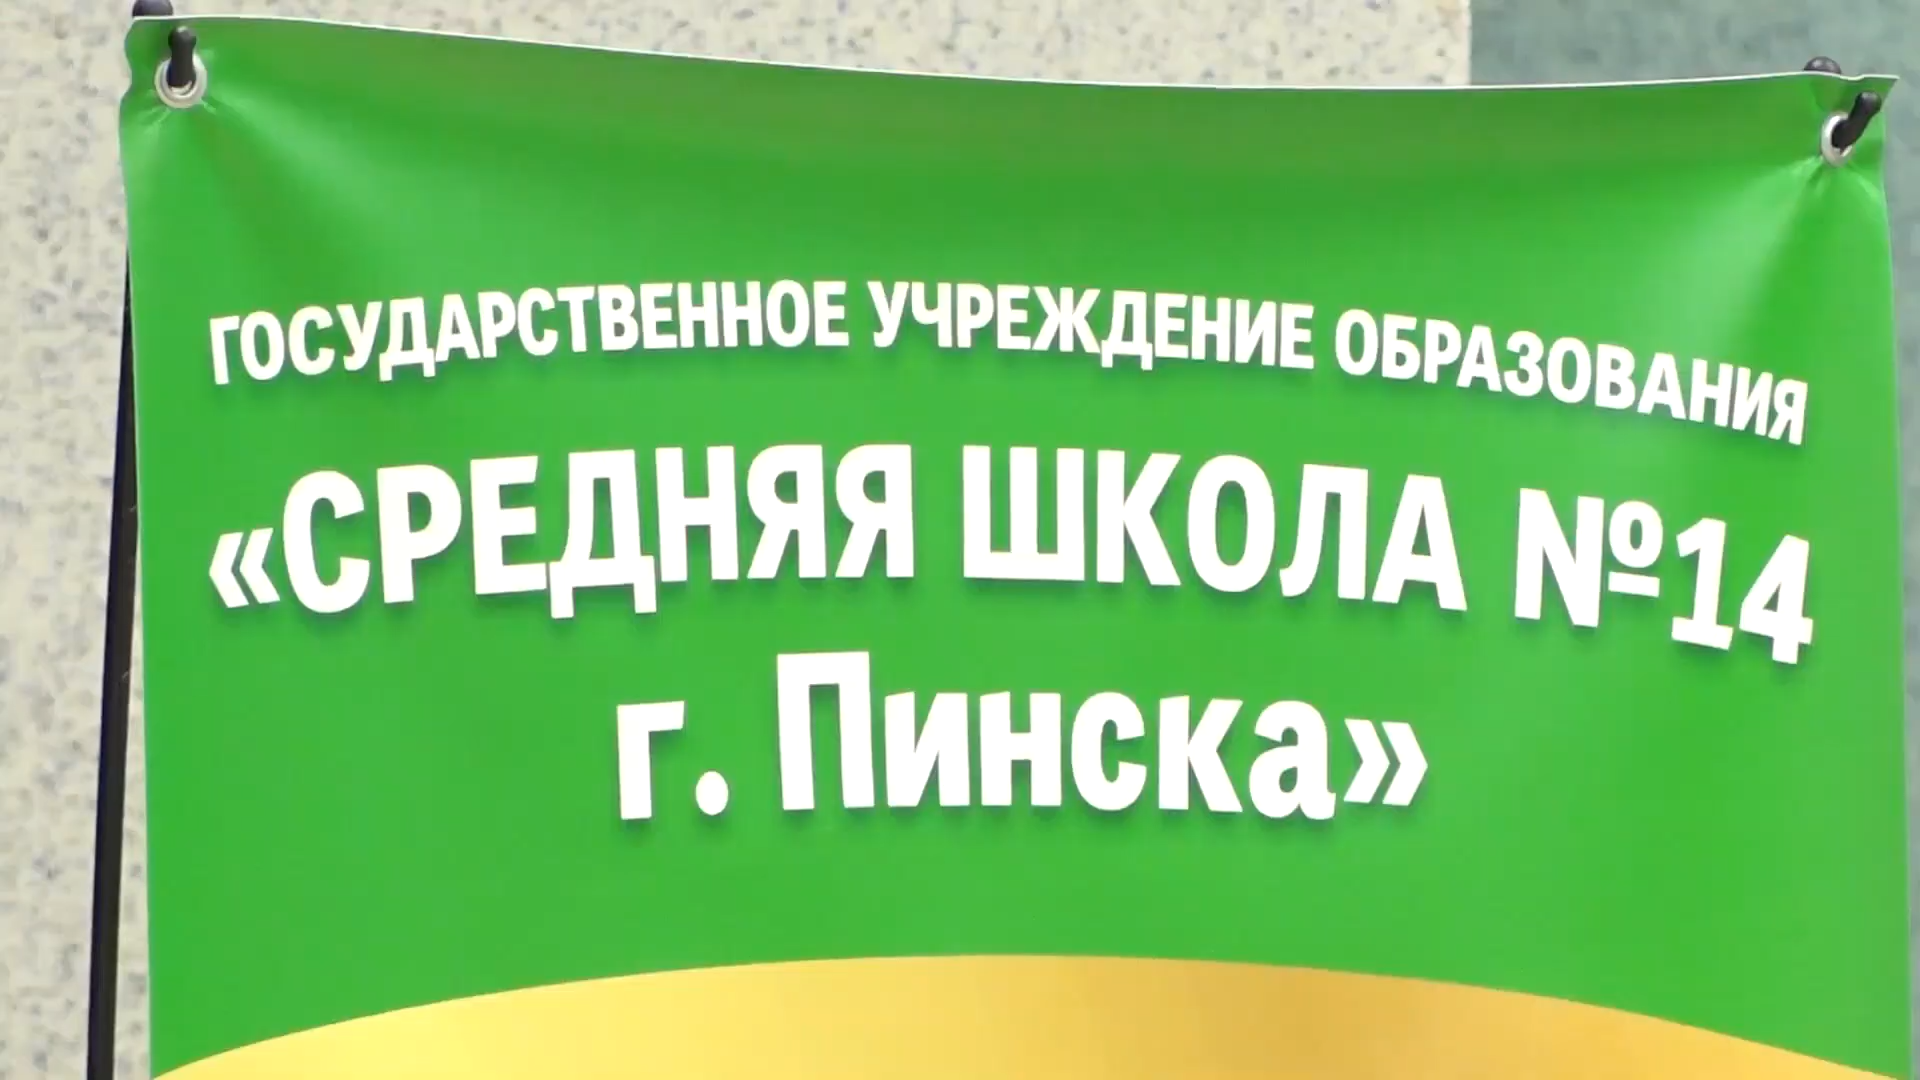 ГОСУДАРСТВЕННОЕ УЧРЕЖДЕНИЕ ОБРАЗОВАНИЯ
«СРЕДНЯЯ ШКОЛА №14
г. Пинска»